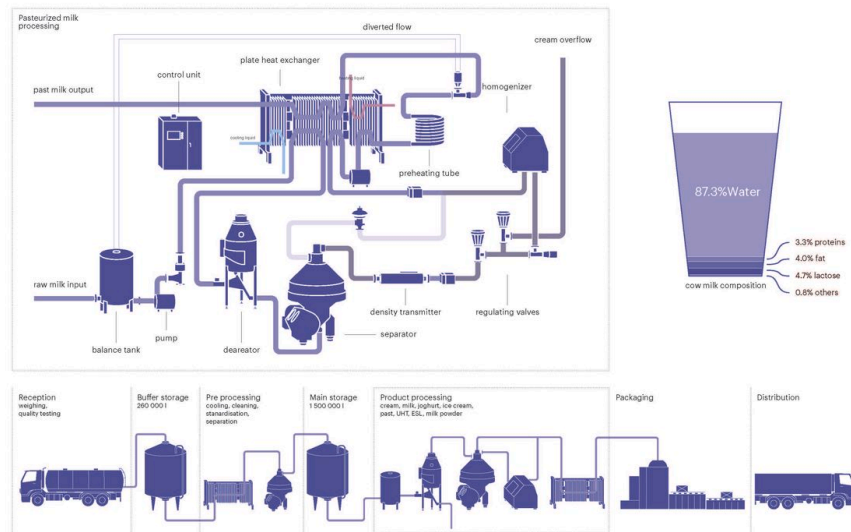 Pasteurized milk
processing
diverted flow
cream overflow
plate heat exchanger
control unit
homogenizer
past milk output
heating liquid
cooling liquid
preheating tube
raw milk input
balance tank
pump
deareator
separator
density transmitter
regulating valves
87.3%Water
3.3% proteins
4.0% fat
4.7% lactose
0.8% others
cow milk composition
Reception
weighing,
quality testing
Buffer storage
260 000 l
Pre processing
cooling, cleaning,
stanardisation,
separation
Main storage
1 500 000 l
Product processing
cream, milk, joghurt, ice cream,
past, UHT, ESL, milk powder
Packaging
Distribution